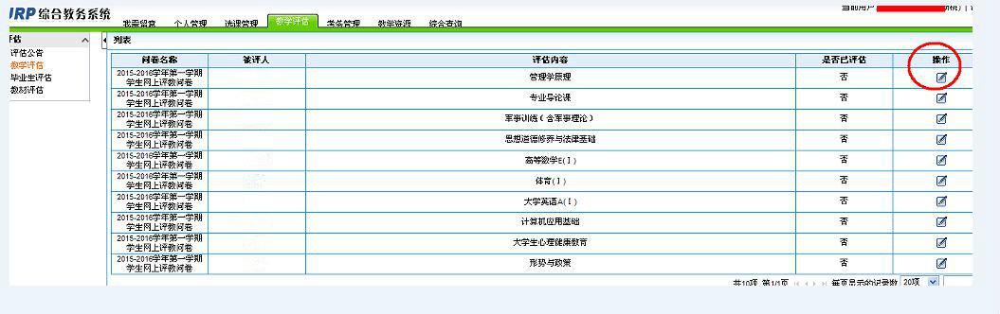 URP综合教务系统
当前用户
我需留意 个人管理 选课管理 教学评估 考务管理 教学资源 综合查询
评估
评估公告
教学评估
毕业生评估
教材评估
列表
问卷名称 被评人 评估内容 是否已评估 操作
2015-2016学年第一学期
学生网上评教问卷
管理学原理 否
2015-2016学年第一学期
学生网上评教问卷
专业导论课 否
2015-2016学年第一学期
学生网上评教问卷
军事训练(含军事理论) 否
2015-2016学年第一学期
学生网上评教问卷
思想道德修养与法律基础 否
2015-2016学年第一学期
学生网上评教问卷
高等数学E(Ⅰ) 否
2015-2016学年第一学期
学生网上评教问卷
体育(Ⅰ) 否
2015-2016学年第一学期
学生网上评教问卷
大学英语A(Ⅰ) 否
2015-2016学年第一学期
学生网上评教问卷
计算机应用基础 否
2015-2016学年第一学期
学生网上评教问卷
大学生心理健康教育 否
2015-2016学年第一学期
学生网上评教问卷
形势与政策 否
共10项 第1/1页 每页显示的记录数 20项